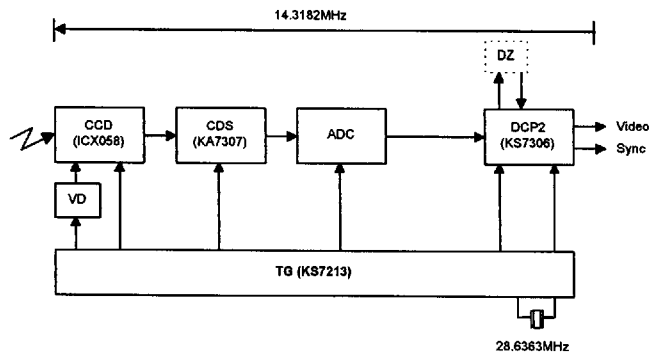 14.3182MHz
DZ
CCD
(ICX058)
CDS
(KA7307)
ADC
DCP2
(KS7306)
Video
Sync
VD
TG (KS7213)
28.6363MHz